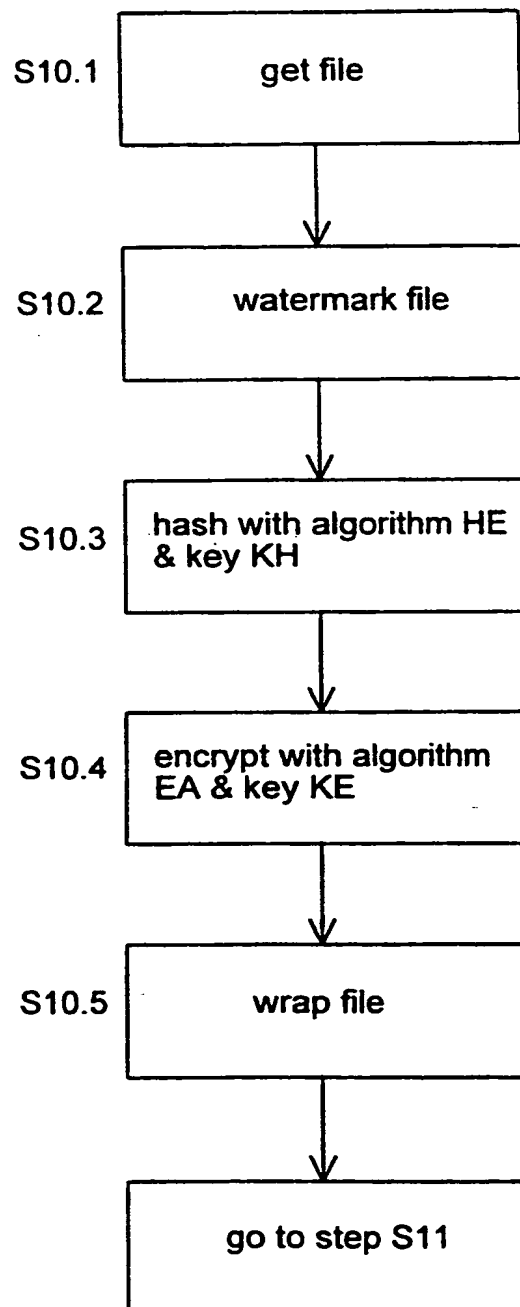 S10.1
get file
S10.2
watermark file
S10.3
hash with algorithm HE
& key KH
S10.4
encrypt with algorithm
EA & key KE
S10.5
wrap file
go to step S11